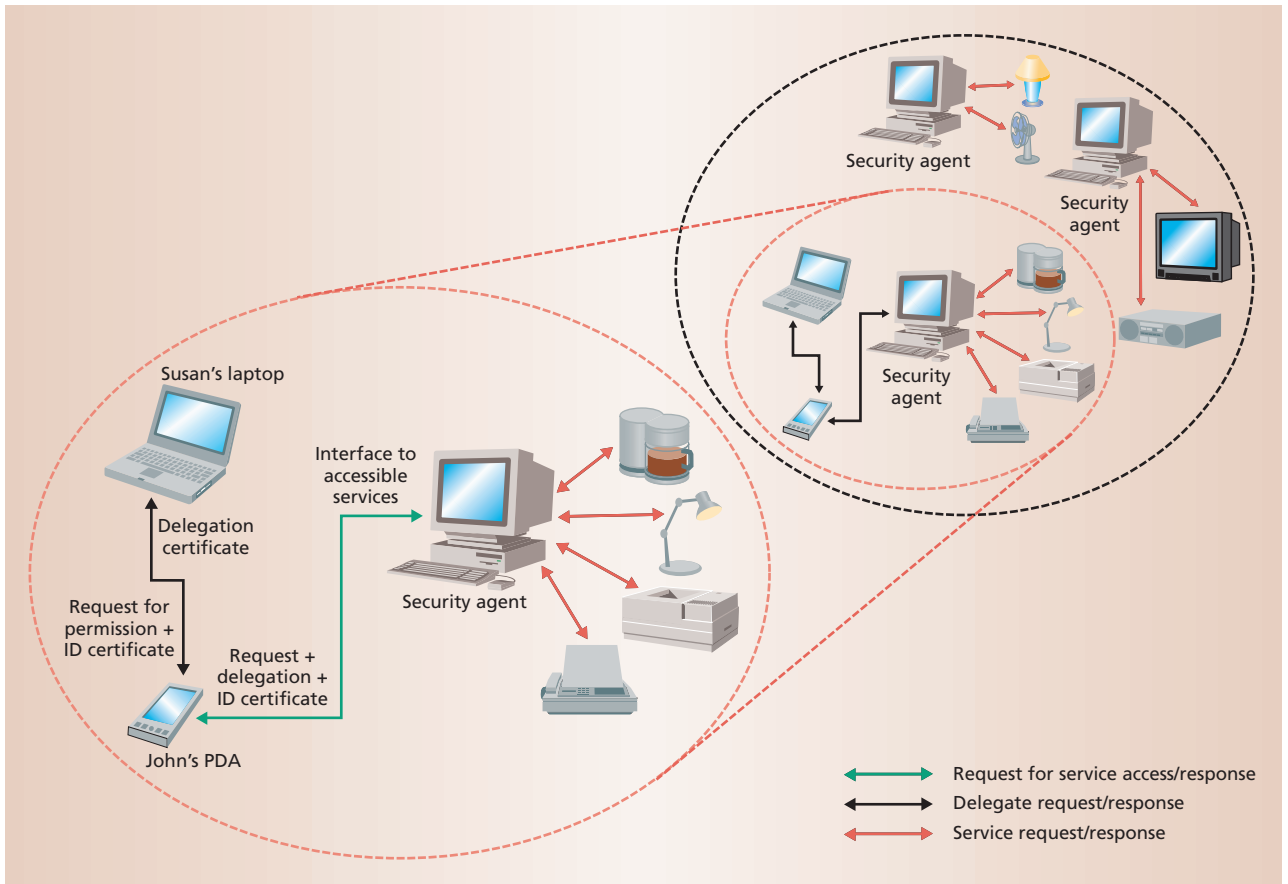 Security agent
Security
agent
Security
agent
Susan's laptop
Interface to
accessible
services
Delegation
certificate
Security agent
Request for
permission +
ID certificate
Request +
delegation +
ID certificate
John's PDA
Request for service access/response
Delegate request/response
Service request/response